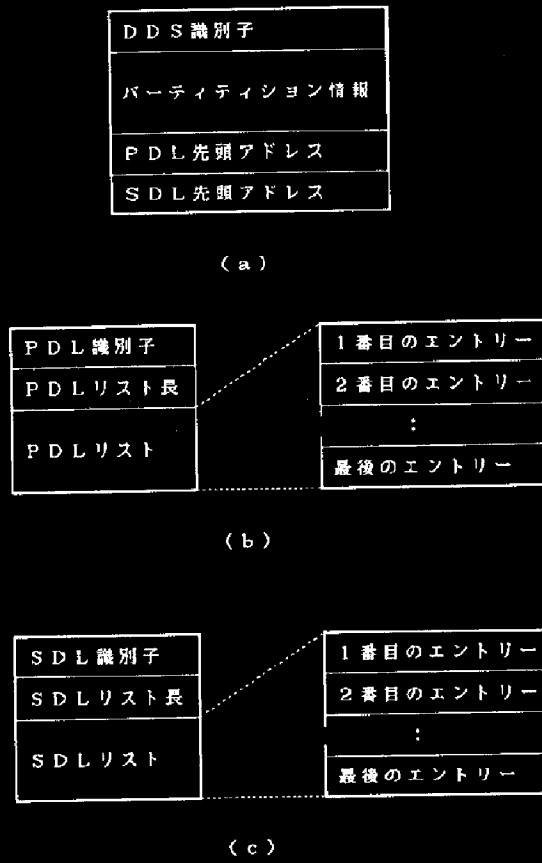 DDS識別子
パーティティション情報
PDL先頭アドレス
SDL先頭アドレス
(a)
PDL識別子
PDLリスト長
PDLリスト
1番目のエントリー
2番目のエントリー
:
最後のエントリー
(b)
SDL識別子
SDLリスト長
SDLリスト
1番目のエントリー
2番目のエントリー
:
最後のエントリー
(c)